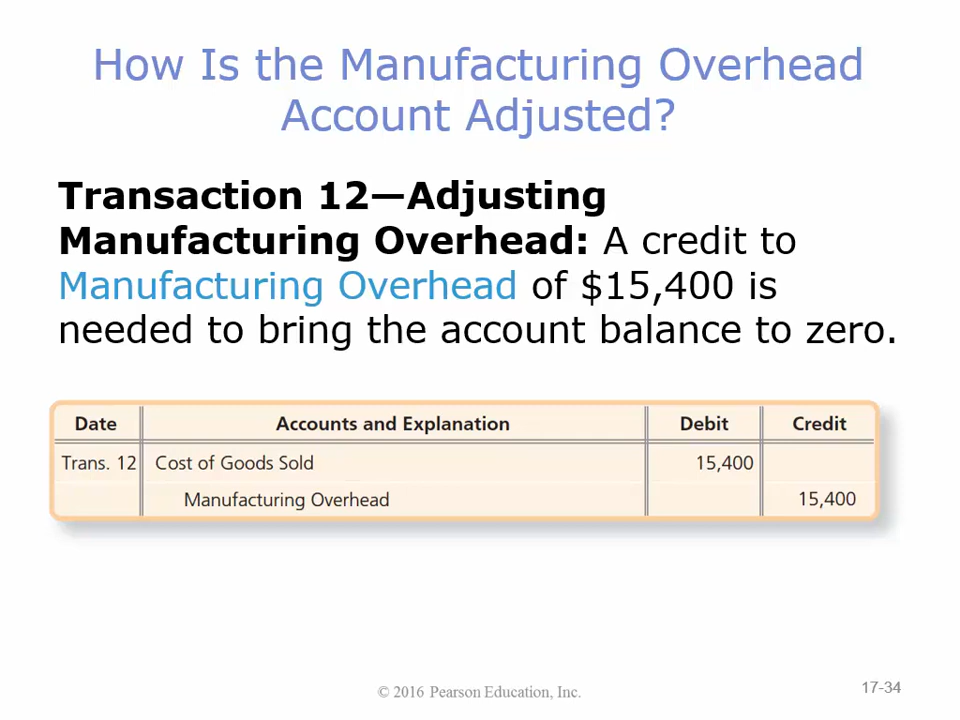 How Is the Manufacturing Overhead
Account Adjusted?
Transaction 12—Adjusting
Manufacturing Overhead: A credit to
Manufacturing Overhead of $15,400 is
needed to bring the account balance to zero.
Date Accounts and Explanation Debit Credit
Trans. 12 Cost of Goods Sold 15,400
Manufacturing Overhead 15,400
© 2016 Pearson Education, Inc.
17-34